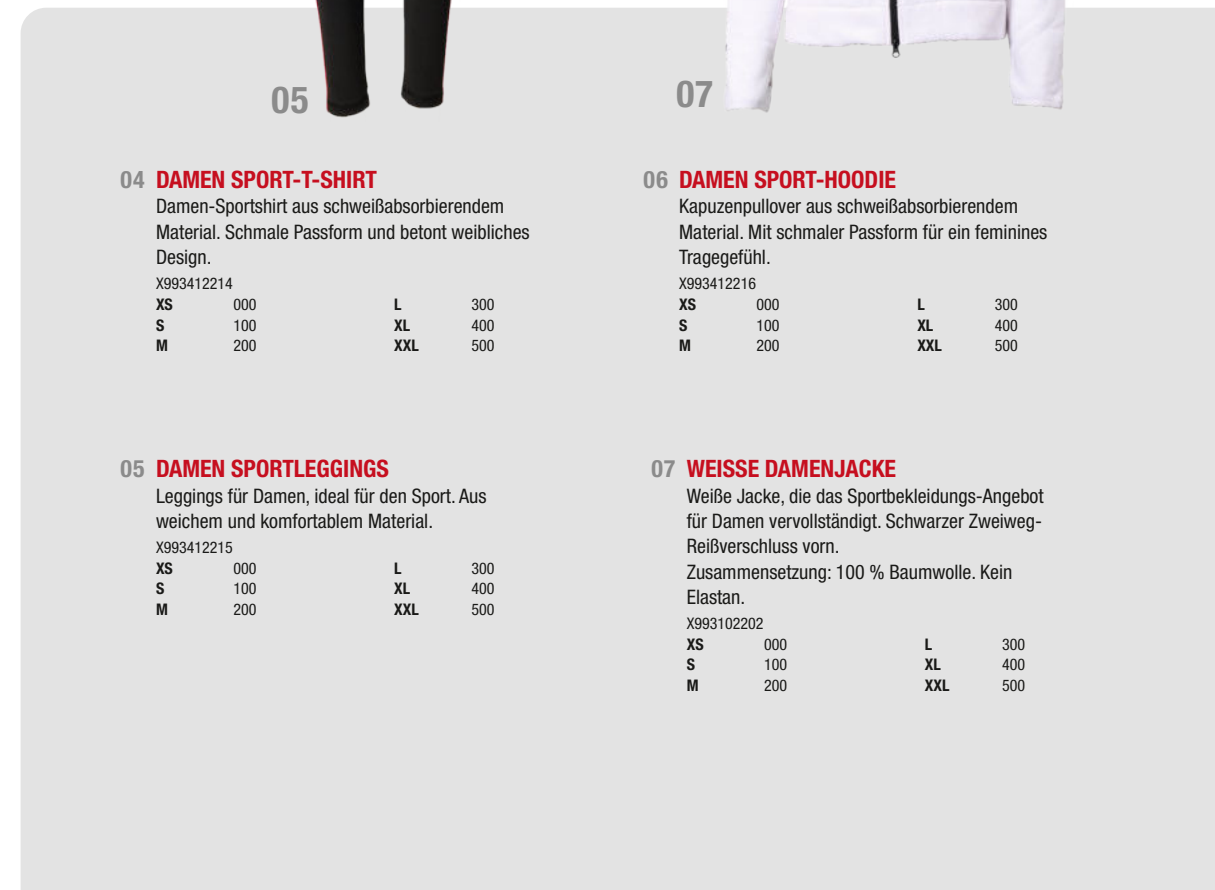 05
07
04 DAMEN SPORT-T-SHIRT
Damen-Sportshirt aus schweißabsorbierendem
Material. Schmale Passform und betont weibliches
Design.
X993412214
XS 000 L 300
S 100 XL 400
M 200 XXL 500
05 DAMEN SPORTLEGGINGS
Leggings für Damen, ideal für den Sport. Aus
weichem und komfortablem Material.
X993412215
XS 000 L 300
S 100 XL 400
M 200 XXL 500
06 DAMEN SPORT-HOODIE
Kapuzenpullover aus schweißabsorbierendem
Material. Mit schmaler Passform für ein feminines
Tragegefühl.
X993412216
XS 000 L 300
S 100 XL 400
M 200 XXL 500
07 WEISSE DAMENJACKE
Weiße Jacke, die das Sportbekleidungs-Angebot
für Damen vervollständigt. Schwarzer Zweiweg-
Reißverschluss vorn.
Zusammensetzung: 100 % Baumwolle. Kein
Elastan.
X993102202
XS 000 L 300
S 100 XL 400
M 200 XXL 500